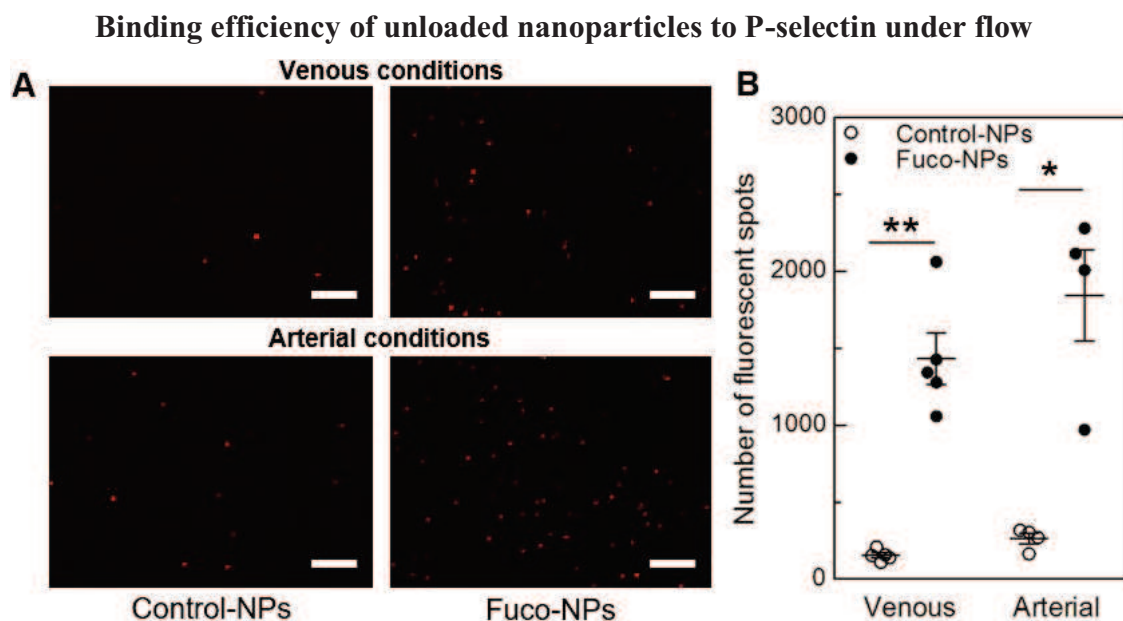 Binding efficiency of unloaded nanoparticles to P-selectin under flow
A
Venous conditions
Arterial conditions
Control-NPs
Fuco-NPs
B
Number of fluorescent spots
3000
2000
1000
0
Control-NPs
Fuco-NPs
**
*
Venous
Arterial